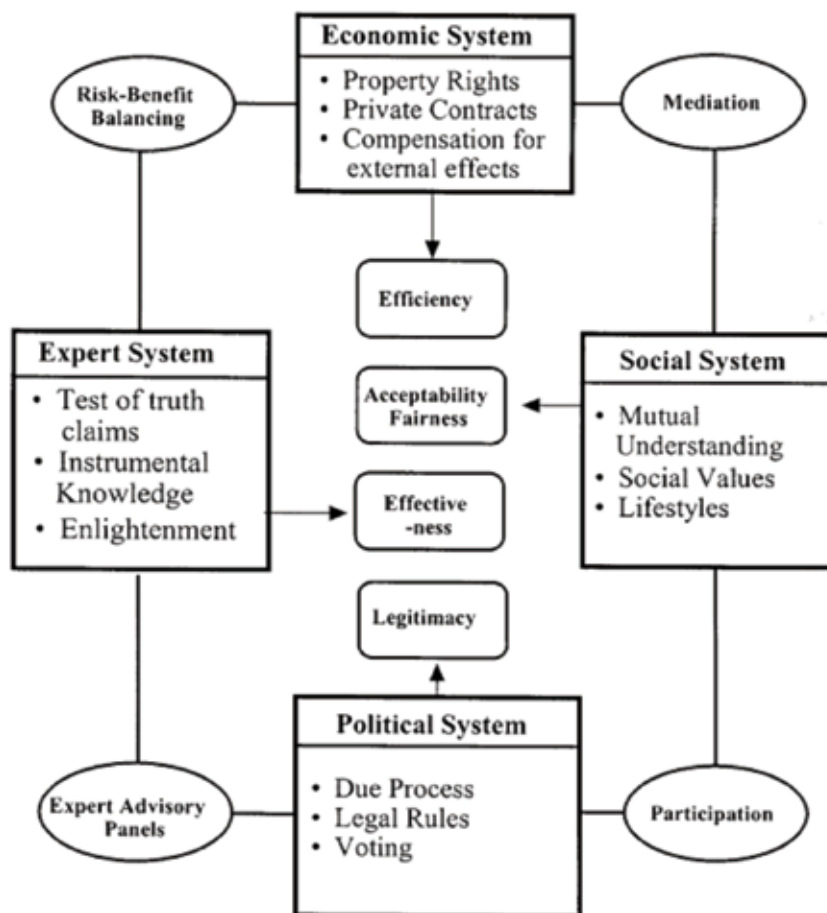 Economic System
• Property Rights
• Private Contracts
• Compensation for
external effects
Risk-Benefit
Balancing
Mediation
Efficiency
Expert System
• Test of truth
claims
• Instrumental
Knowledge
• Enlightenment
Acceptability
Fairness
Social System
• Mutual
Understanding
• Social Values
• Lifestyles
Effective
-ness
Legitimacy
Political System
• Due Process
• Legal Rules
• Voting
Expert Advisory
Panels
Participation